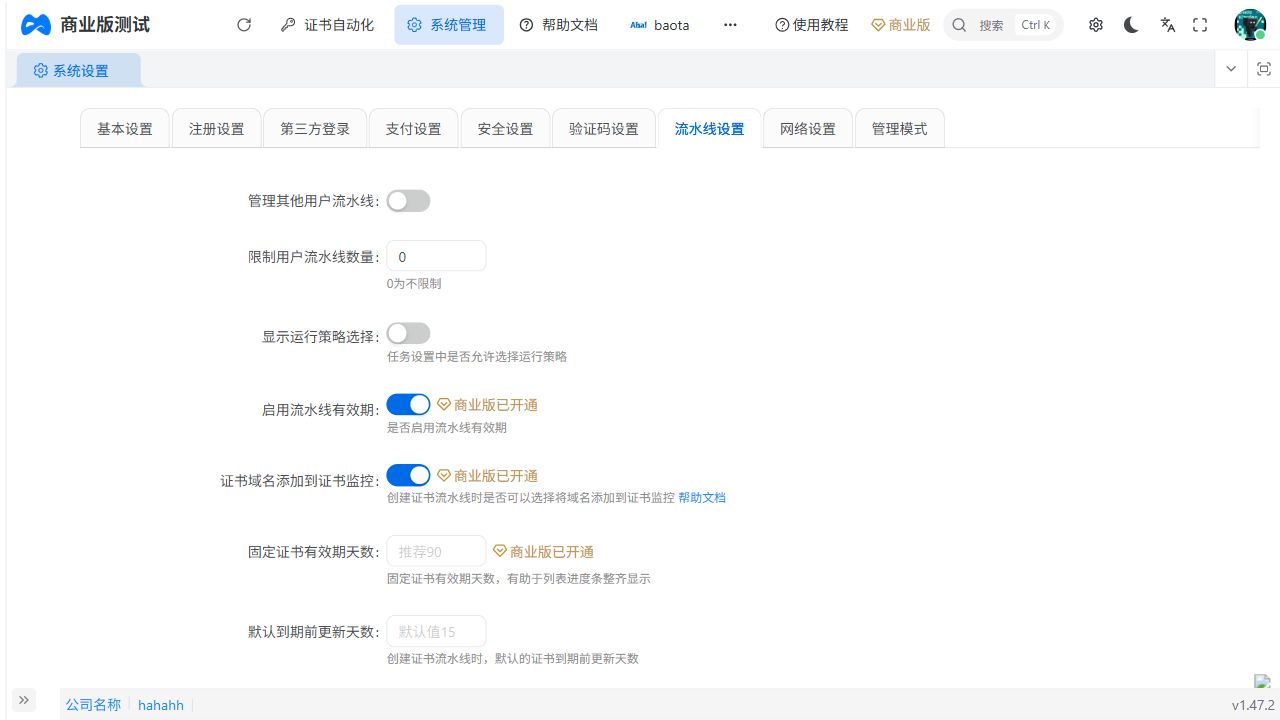 商业版测试 证书自动化 系统管理 帮助文档 Aha! baota ··· 使用教程 商业版 搜索 Ctrl K
系统设置
基本设置 注册设置 第三方登录 支付设置 安全设置 验证码设置 流水线设置 网络设置 管理模式
管理其他用户流水线:
限制用户流水线数量: 0
0为不限制
显示运行策略选择:
任务设置中是否允许选择运行策略
启用流水线有效期: 商业版已开通
是否启用流水线有效期
证书域名添加到证书监控: 商业版已开通
创建证书流水线时是否可以选择将域名添加到证书监控 帮助文档
固定证书有效期天数: 推荐90 商业版已开通
固定证书有效期天数，有助于列表进度条整齐显示
默认到期前更新天数: 默认值15
创建证书流水线时，默认的证书到期前更新天数
公司名称 hahahh v1.47.2